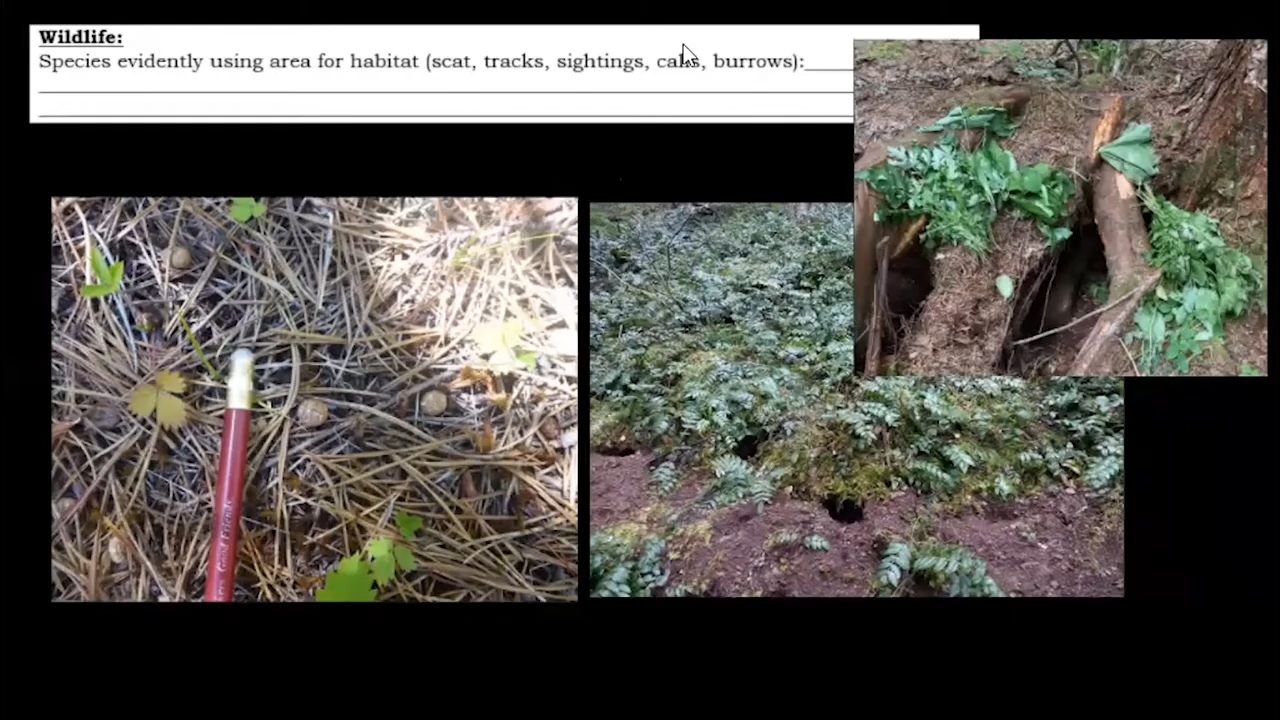 Wildlife:
Species evidently using area for habitat (scat, tracks, sightings, calls, burrows):